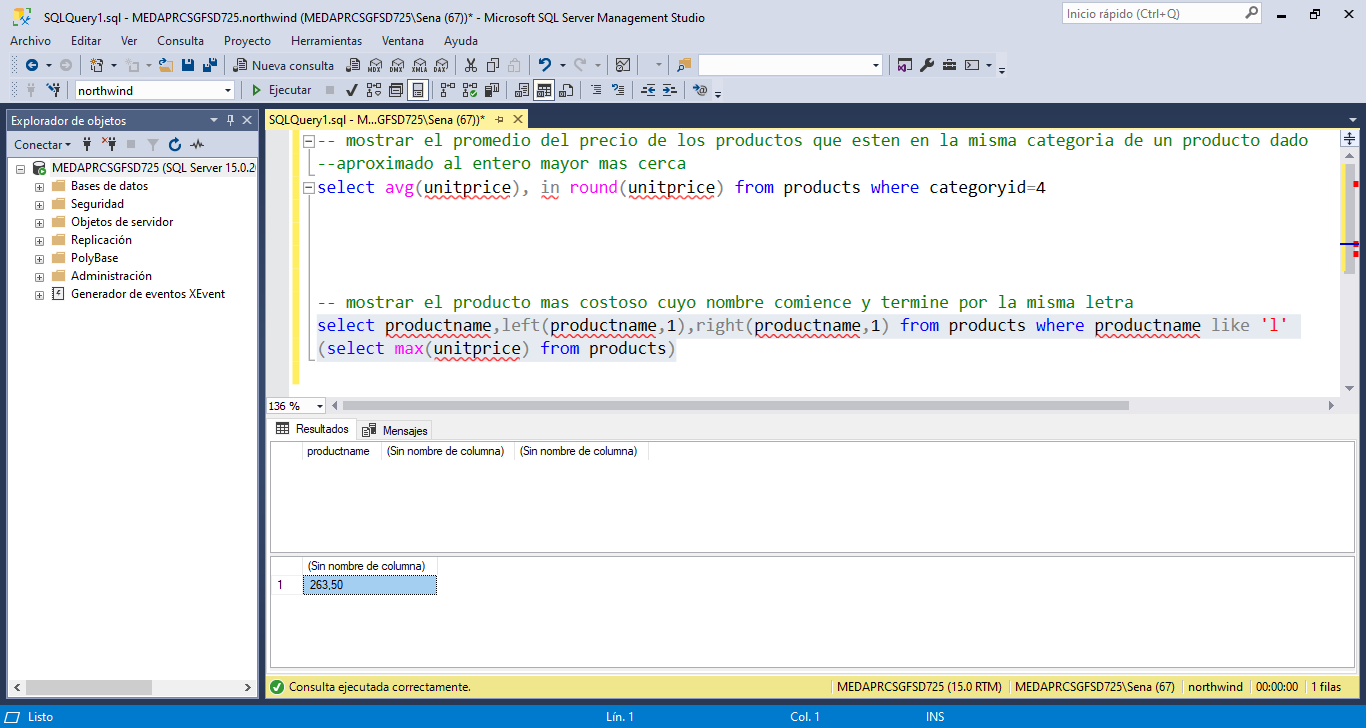 SQLQuery1.sql - MEDAPRCSGFSD725.northwind (MEDAPRCSGFSD725\Sena (67))* - Microsoft SQL Server Management Studio
Inicio rápido (Ctrl+Q)
Archivo Editar Ver Consulta Proyecto Herramientas Ventana Ayuda
Nueva consulta MDX DMX XMLA DAX
northwind Ejecutar
Explorador de objetos
Conectar
MEDAPRCSGFSD725 (SQL Server 15.0.2
Bases de datos
Seguridad
Objetos de servidor
Replicación
PolyBase
Administración
Generador de eventos XEvent
SQLQuery1.sql - M...GFSD725\Sena (67))*
-- mostrar el promedio del precio de los productos que esten en la misma categoria de un producto dado
--aproximado al entero mayor mas cerca
select avg(unitprice), in round(unitprice) from products where categoryid=4
-- mostrar el producto mas costoso cuyo nombre comience y termine por la misma letra
select productname,left(productname,1),right(productname,1) from products where productname like 'l'
(select max(unitprice) from products)
136 %
Resultados Mensajes
productname (Sin nombre de columna) (Sin nombre de columna)
(Sin nombre de columna)
1 263,50
Consulta ejecutada correctamente. MEDAPRCSGFSD725 (15.0 RTM) MEDAPRCSGFSD725\Sena (67) northwind 00:00:00 1 filas
Listo Lín. 1 Col. 1 INS